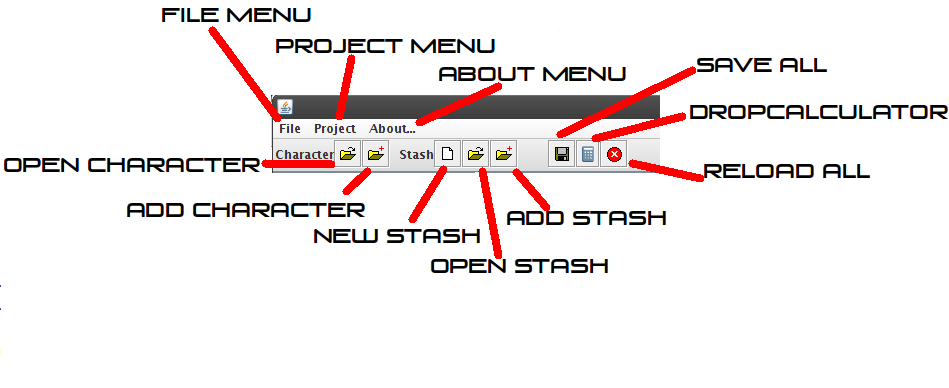 FILE MENU
PROJECT MENU
ABOUT MENU
SAVE ALL
DROPCALCULATOR
File Project About...
Character Stash
OPEN CHARACTER
RELOAD ALL
ADD CHARACTER
ADD STASH
NEW STASH
OPEN STASH